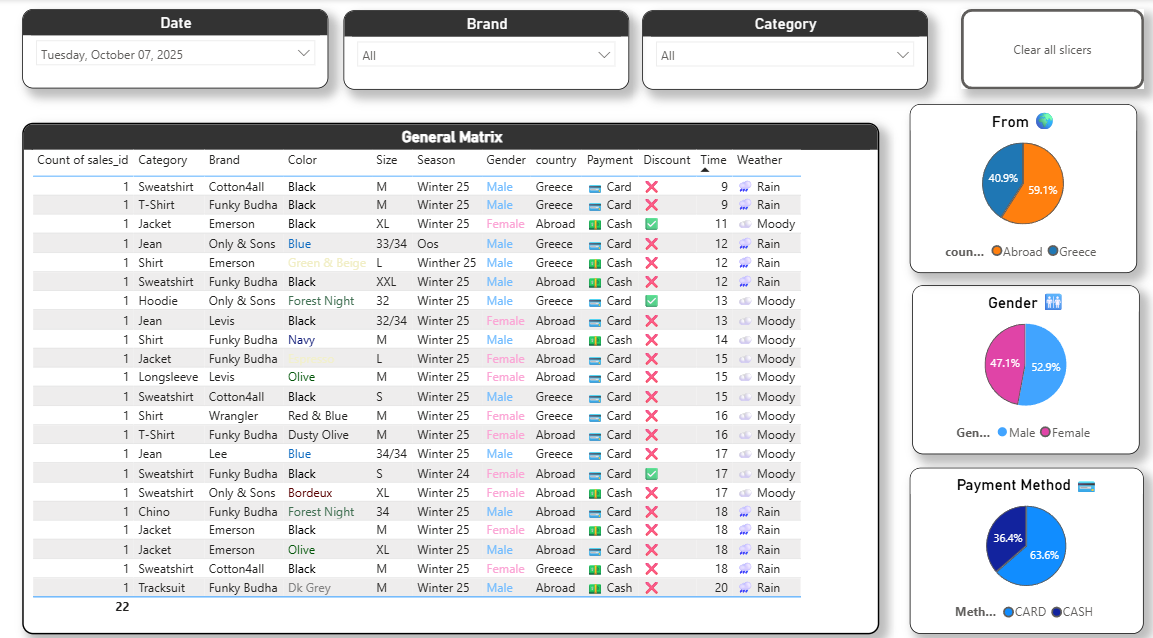 Date Brand Category
Tuesday, October 07, 2025 All All Clear all slicers
General Matrix
Count of sales_id Category Brand Color Size Season Gender country Payment Discount Time Weather
1 Sweatshirt Cotton4all Black M Winter 25 Male Greece Card 9 Rain
1 T-Shirt Funky Budha Black M Winter 25 Male Greece Card 9 Rain
1 Jacket Emerson Black XL Winter 25 Female Abroad Cash 11 Moody
1 Jean Only & Sons Blue 33/34 Oos Male Greece Card 12 Rain
1 Shirt Emerson Green & Beige L Winther 25 Male Greece Cash 12 Rain
1 Sweatshirt Funky Budha Black XXL Winter 25 Male Abroad Cash 12 Rain
1 Hoodie Only & Sons Forest Night 32 Winter 25 Male Greece Card 13 Moody
1 Jean Levis Black 32/34 Winter 25 Female Abroad Card 13 Moody
1 Shirt Funky Budha Navy M Winter 25 Male Abroad Cash 14 Moody
1 Jacket Funky Budha L Winter 25 Female Abroad Card 15 Moody
1 Longsleeve Levis Olive M Winter 25 Female Abroad Card 15 Moody
1 Sweatshirt Cotton4all Black S Winter 25 Male Greece Card 15 Moody
1 Shirt Wrangler Red & Blue M Winter 25 Female Greece Card 16 Moody
1 T-Shirt Funky Budha Dusty Olive M Winter 25 Female Abroad Card 16 Moody
1 Jean Lee Blue 34/34 Winter 25 Male Greece Card 17 Moody
1 Sweatshirt Funky Budha Black S Winter 24 Female Abroad Card 17 Moody
1 Sweatshirt Only & Sons Bordeux XL Winter 25 Female Abroad Cash 17 Moody
1 Chino Funky Budha Forest Night 34 Winter 25 Male Abroad Card 18 Rain
1 Jacket Emerson Black M Winter 25 Female Abroad Cash 18 Rain
1 Jacket Emerson Olive XL Winter 25 Male Abroad Card 18 Rain
1 Sweatshirt Cotton4all Black M Winter 25 Female Greece Cash 18 Rain
1 Tracksuit Funky Budha Dk Grey M Winter 25 Male Abroad Cash 20 Rain
22
From
40.9%
59.1%
coun... Abroad Greece
Gender
47.1% 52.9%
Gen... Male Female
Payment Method
36.4%
63.6%
Meth... CARD CASH